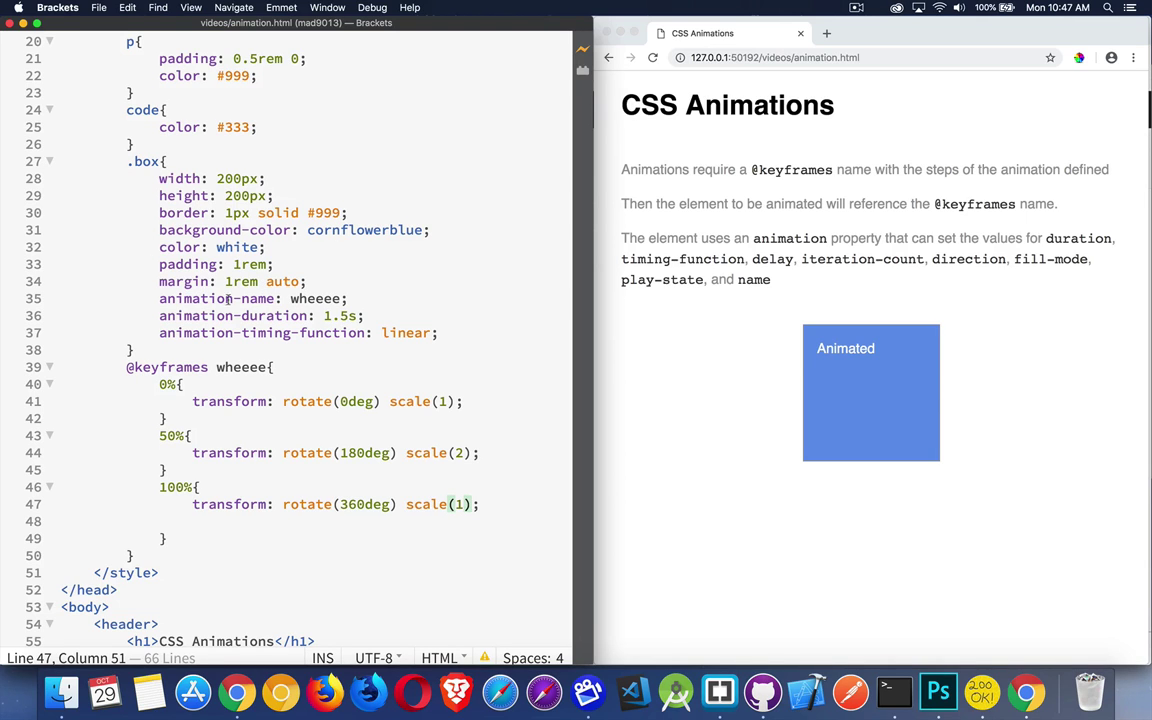 Brackets File Edit Find View Navigate Emmet Window Debug Help 100% Mon 10:47 AM
videos/animation.html (mad9013) — Brackets
20 p{
21 padding: 0.5rem 0;
22 color: #999;
23 }
24 code{
25 color: #333;
26 }
27 .box{
28 width: 200px;
29 height: 200px;
30 border: 1px solid #999;
31 background-color: cornflowerblue;
32 color: white;
33 padding: 1rem;
34 margin: 1rem auto;
35 animation-name: wheeee;
36 animation-duration: 1.5s;
37 animation-timing-function: linear;
38 }
39 @keyframes wheeee{
40 0%{
41 transform: rotate(0deg) scale(1);
42 }
43 50%{
44 transform: rotate(180deg) scale(2);
45 }
46 100%{
47 transform: rotate(360deg) scale(1);
48
49 }
50 }
51 </style>
52 </head>
53 <body>
54 <header>
55 <h1>CSS Animations</h1>
Line 47, Column 51 — 66 Lines INS UTF-8 HTML Spaces: 4
CSS Animations
127.0.0.1:50192/videos/animation.html
CSS Animations
Animations require a @keyframes name with the steps of the animation defined
Then the element to be animated will reference the @keyframes name.
The element uses an animation property that can set the values for duration,
timing-function, delay, iteration-count, direction, fill-mode,
play-state, and name
Animated
OCT
29
Ps
200
OK!